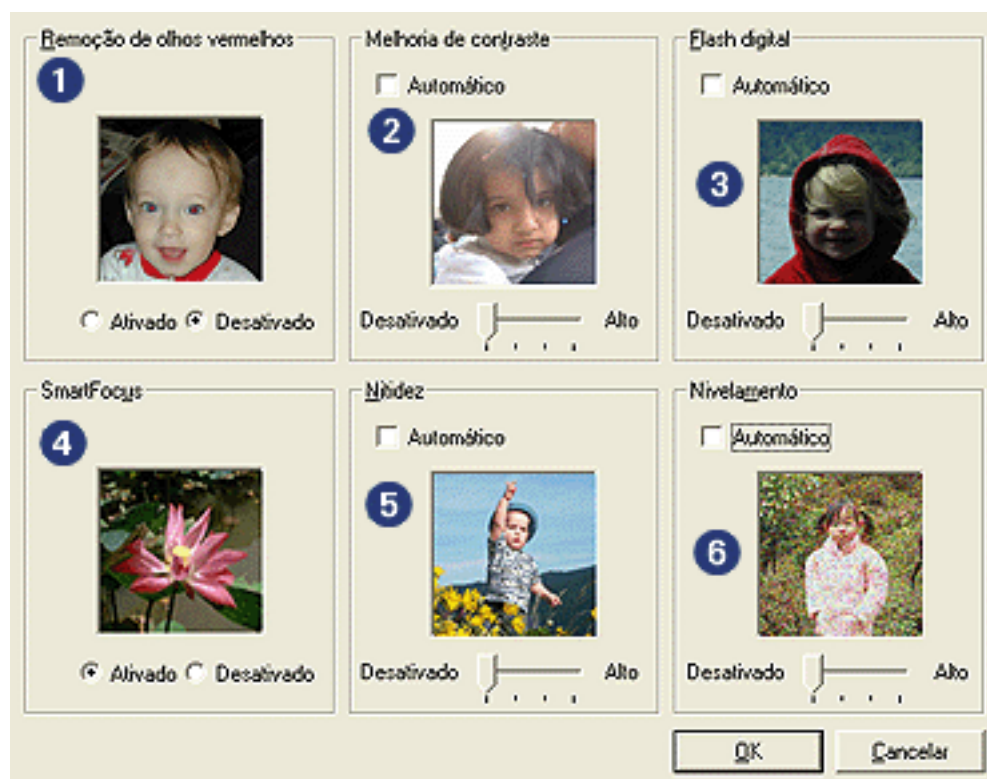 Remoção de olhos vermelhos
1
Ativado Desativado
Melhoria de contraste
Automático
2
Desativado Alto
Flash digital
Automático
3
Desativado Alto
SmartFocus
4
Ativado Desativado
Nitidez
Automático
5
Desativado Alto
Nivelamento
Automático
6
Desativado Alto
OK Cancelar